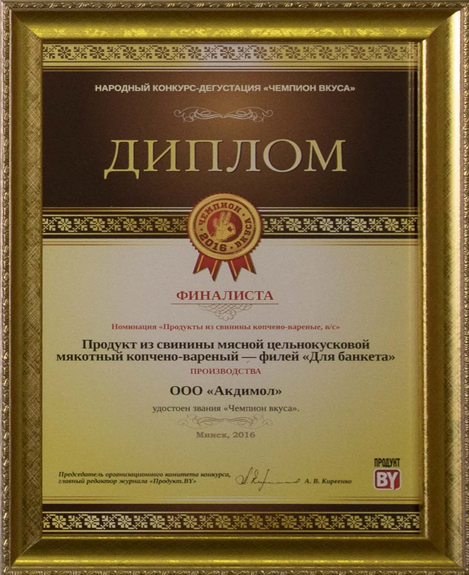 НАРОДНЫЙ КОНКУРС-ДЕГУСТАЦИЯ «ЧЕМПИОН ВКУСА»
ДИПЛОМ
ЧЕМПИОН
2016
ВКУСА
ФИНАЛИСТА
Номинация «Продукты из свинины копчено-вареные, в/с»
Продукт из свинины мясной цельнокусковой
мякотный копчено-вареный — филей «Для банкета»
ПРОИЗВОДСТВА
ООО «Акдимол»
удостоен звания «Чемпион вкуса».
Минск, 2016
Председатель организационного комитета конкурса,
главный редактор журнала «Продукт.BY»
А. В. Киреенко
ПРОДУКТ
BY